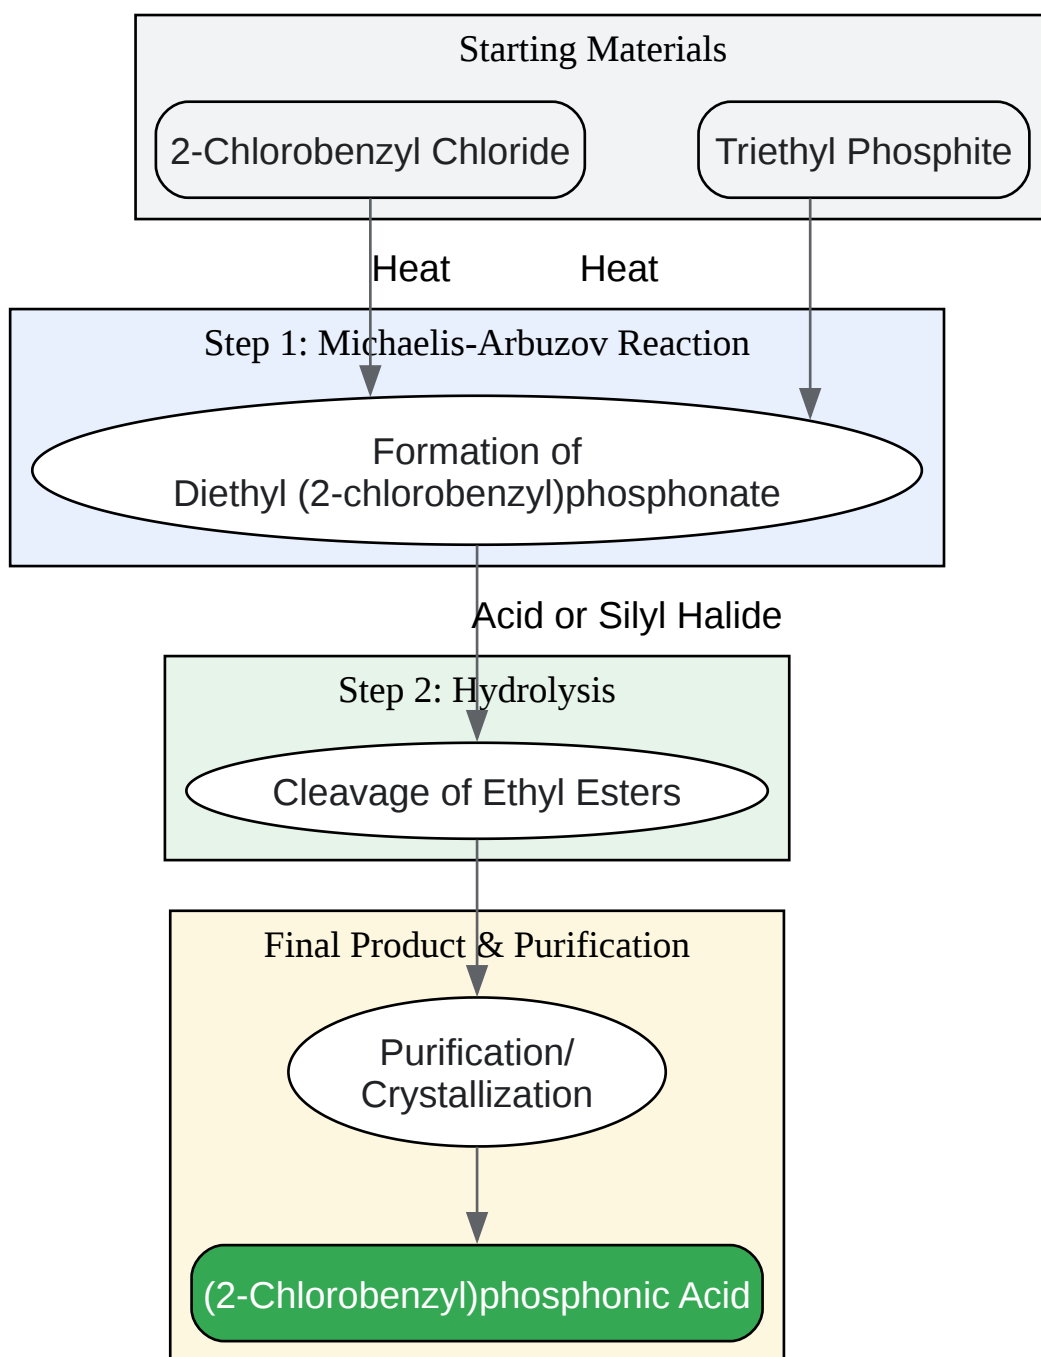 Starting Materials
2-Chlorobenzyl Chloride
Triethyl Phosphite
Heat
Heat
Step 1: Michaelis-Arbuzov Reaction
Formation of
Diethyl (2-chlorobenzyl)phosphonate
Acid or Silyl Halide
Step 2: Hydrolysis
Cleavage of Ethyl Esters
Final Product & Purification
Purification/
Crystallization
(2-Chlorobenzyl)phosphonic Acid